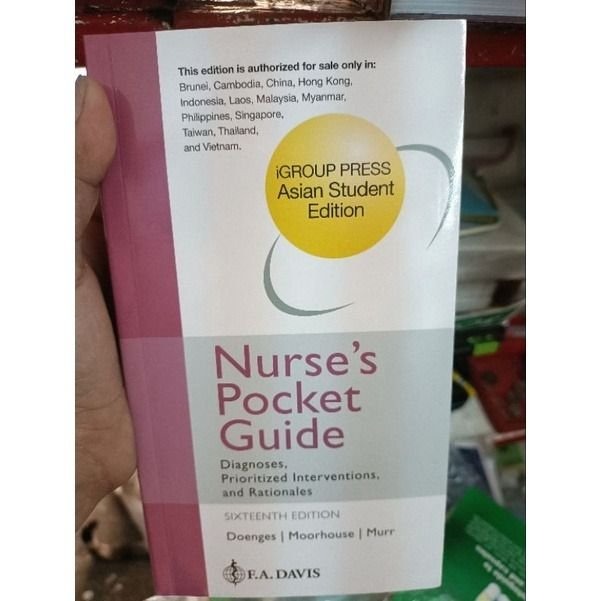 This edition is authorized for sale only in:
Brunei, Cambodia, China, Hong Kong,
Indonesia, Laos, Malaysia, Myanmar,
Philippines, Singapore,
Taiwan, Thailand,
and Vietnam.
iGROUP PRESS
Asian Student
Edition
Nurse's
Pocket
Guide
Diagnoses,
Prioritized Interventions,
and Rationales
SIXTEENTH EDITION
Doenges | Moorhouse | Murr
F.A. DAVIS